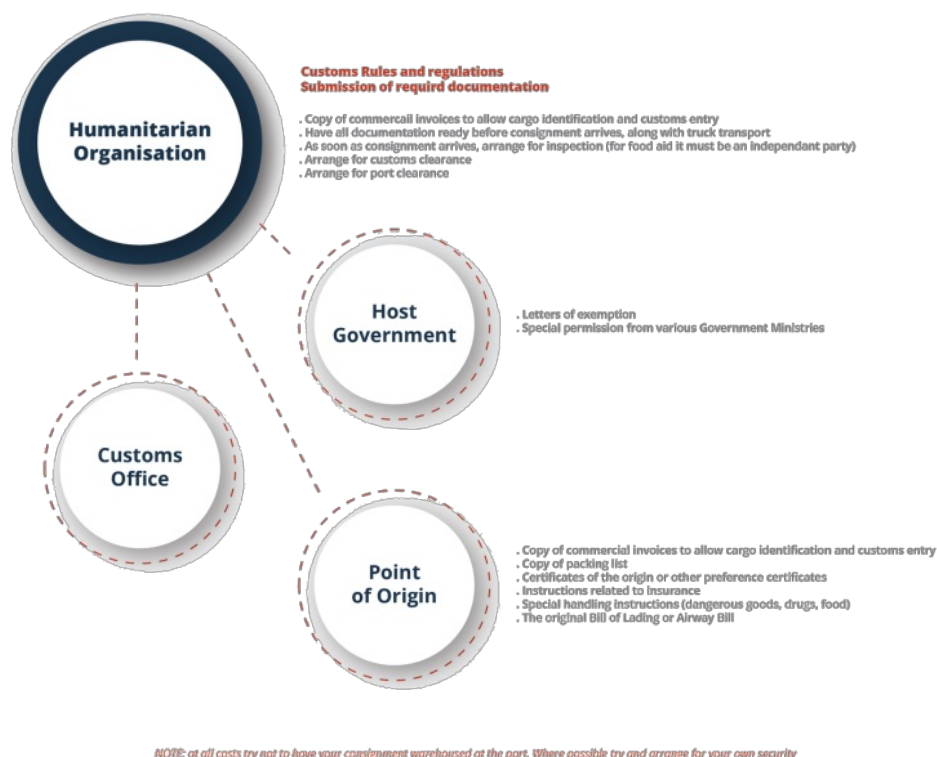 Humanitarian
Organisation
Customs Rules and regulations
Submission of requird documentation
. Copy of commercail invoices to allow cargo identification and customs entry
. Have all documentation ready before consignment arrives, along with truck transport
. As soon as consignment arrives, arrange for inspection (for food aid it must be an independant party)
. Arrange for customs clearance
. Arrange for port clearance
Host
Government
. Letters of exemption
. Special permission from various Government Ministries
Customs
Office
Point
of Origin
. Copy of commercial invoices to allow cargo identification and customs entry
. Copy of packing list
. Certificates of the origin or other preference certificates
. Instructions related to insurance
. Special handling instructions (dangerous goods, drugs, food)
. The original Bill of Lading or Airway Bill
NOTE: at all costs try not to have your consignment warehoused at the port. Where possible try and arrange for your own security